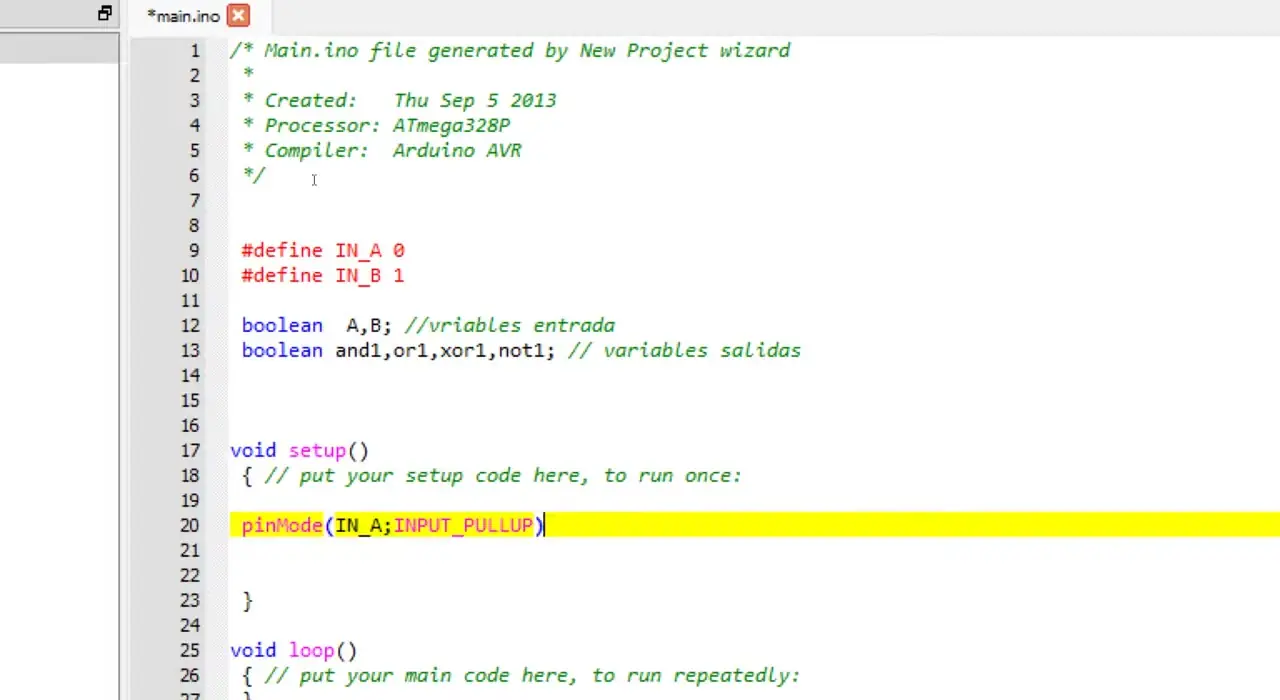 *main.ino
1 /* Main.ino file generated by New Project wizard
2 *
3 * Created: Thu Sep 5 2013
4 * Processor: ATmega328P
5 * Compiler: Arduino AVR
6 */
7
8
9 #define IN_A 0
10 #define IN_B 1
11
12 boolean A,B; //vriables entrada
13 boolean and1,or1,xor1,not1; // variables salidas
14
15
16
17 void setup()
18 { // put your setup code here, to run once:
19
20 pinMode(IN_A;INPUT_PULLUP)
21
22
23 }
24
25 void loop()
26 { // put your main code here, to run repeatedly:
27 }